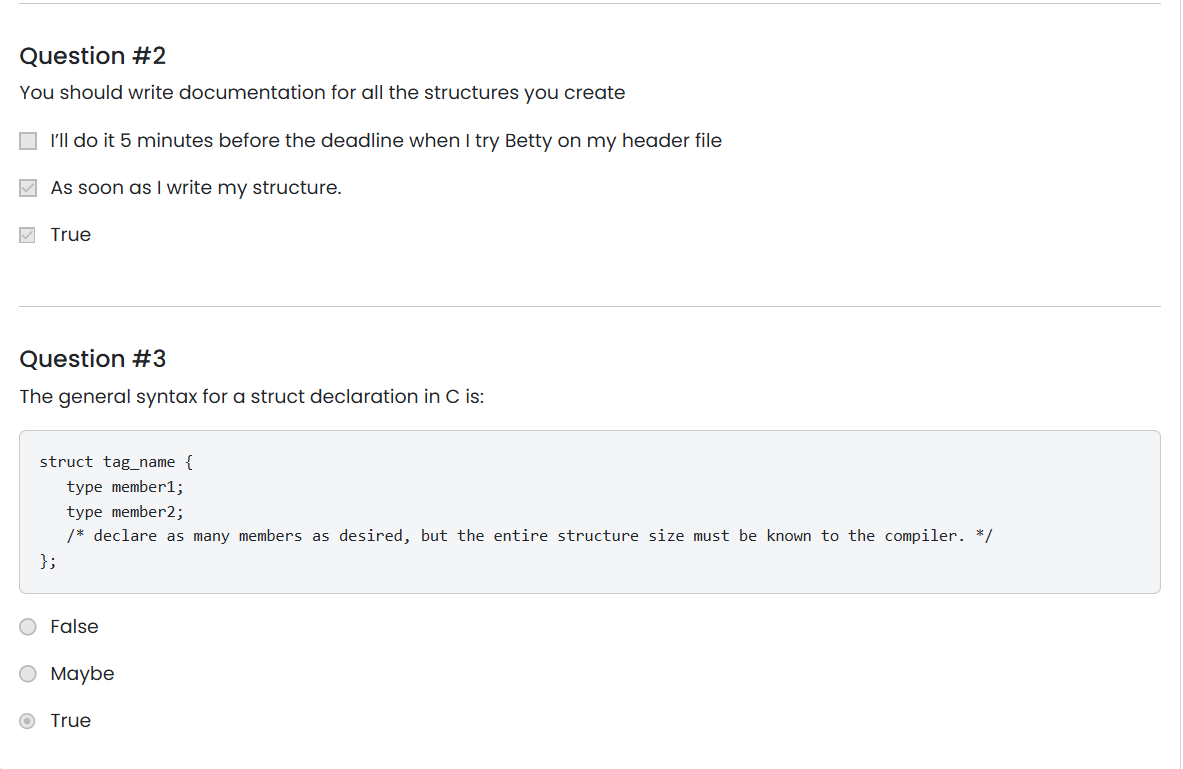 Question #2
You should write documentation for all the structures you create
I'll do it 5 minutes before the deadline when I try Betty on my header file
As soon as I write my structure.
True
Question #3
The general syntax for a struct declaration in C is:
struct tag_name {
   type member1;
   type member2;
   /* declare as many members as desired, but the entire structure size must be known to the compiler. */
};
False
Maybe
True